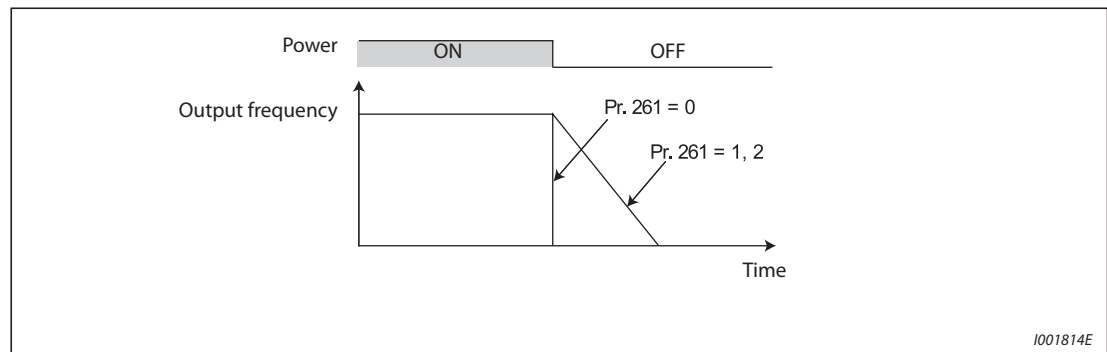 Power
ON
OFF
Output frequency
Pr. 261 = 0
Pr. 261 = 1, 2
Time
I001814E